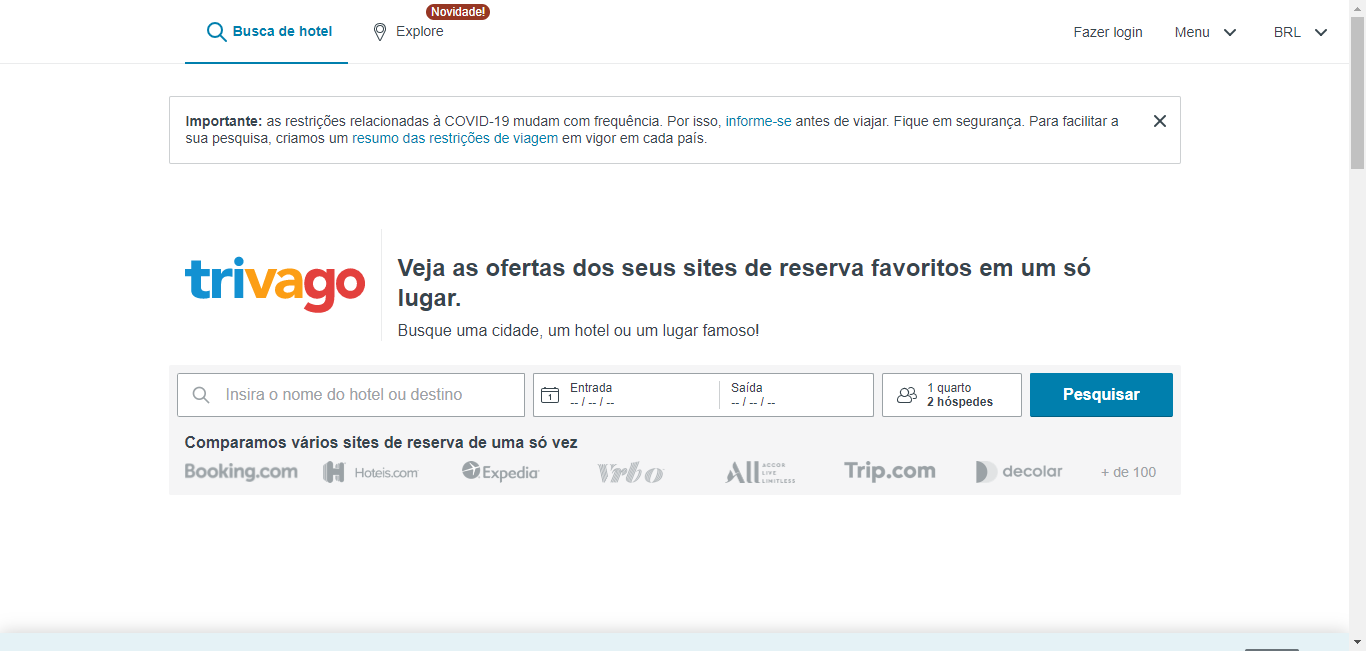 Novidade!
Busca de hotel
Explore
Fazer login
Menu
BRL
Importante: as restrições relacionadas à COVID-19 mudam com frequência. Por isso, informe-se antes de viajar. Fique em segurança. Para facilitar a
sua pesquisa, criamos um resumo das restrições de viagem em vigor em cada país.
trivago
Veja as ofertas dos seus sites de reserva favoritos em um só
lugar.
Busque uma cidade, um hotel ou um lugar famoso!
Insira o nome do hotel ou destino
1
Entrada
-- / -- / --
Saída
-- / -- / --
1 quarto
2 hóspedes
Pesquisar
Comparamos vários sites de reserva de uma só vez
Booking.com
Hoteis.com
Expedia
Vrbo
ALL ACCOR
LIVE
LIMITLESS
Trip.com
decolar
+ de 100